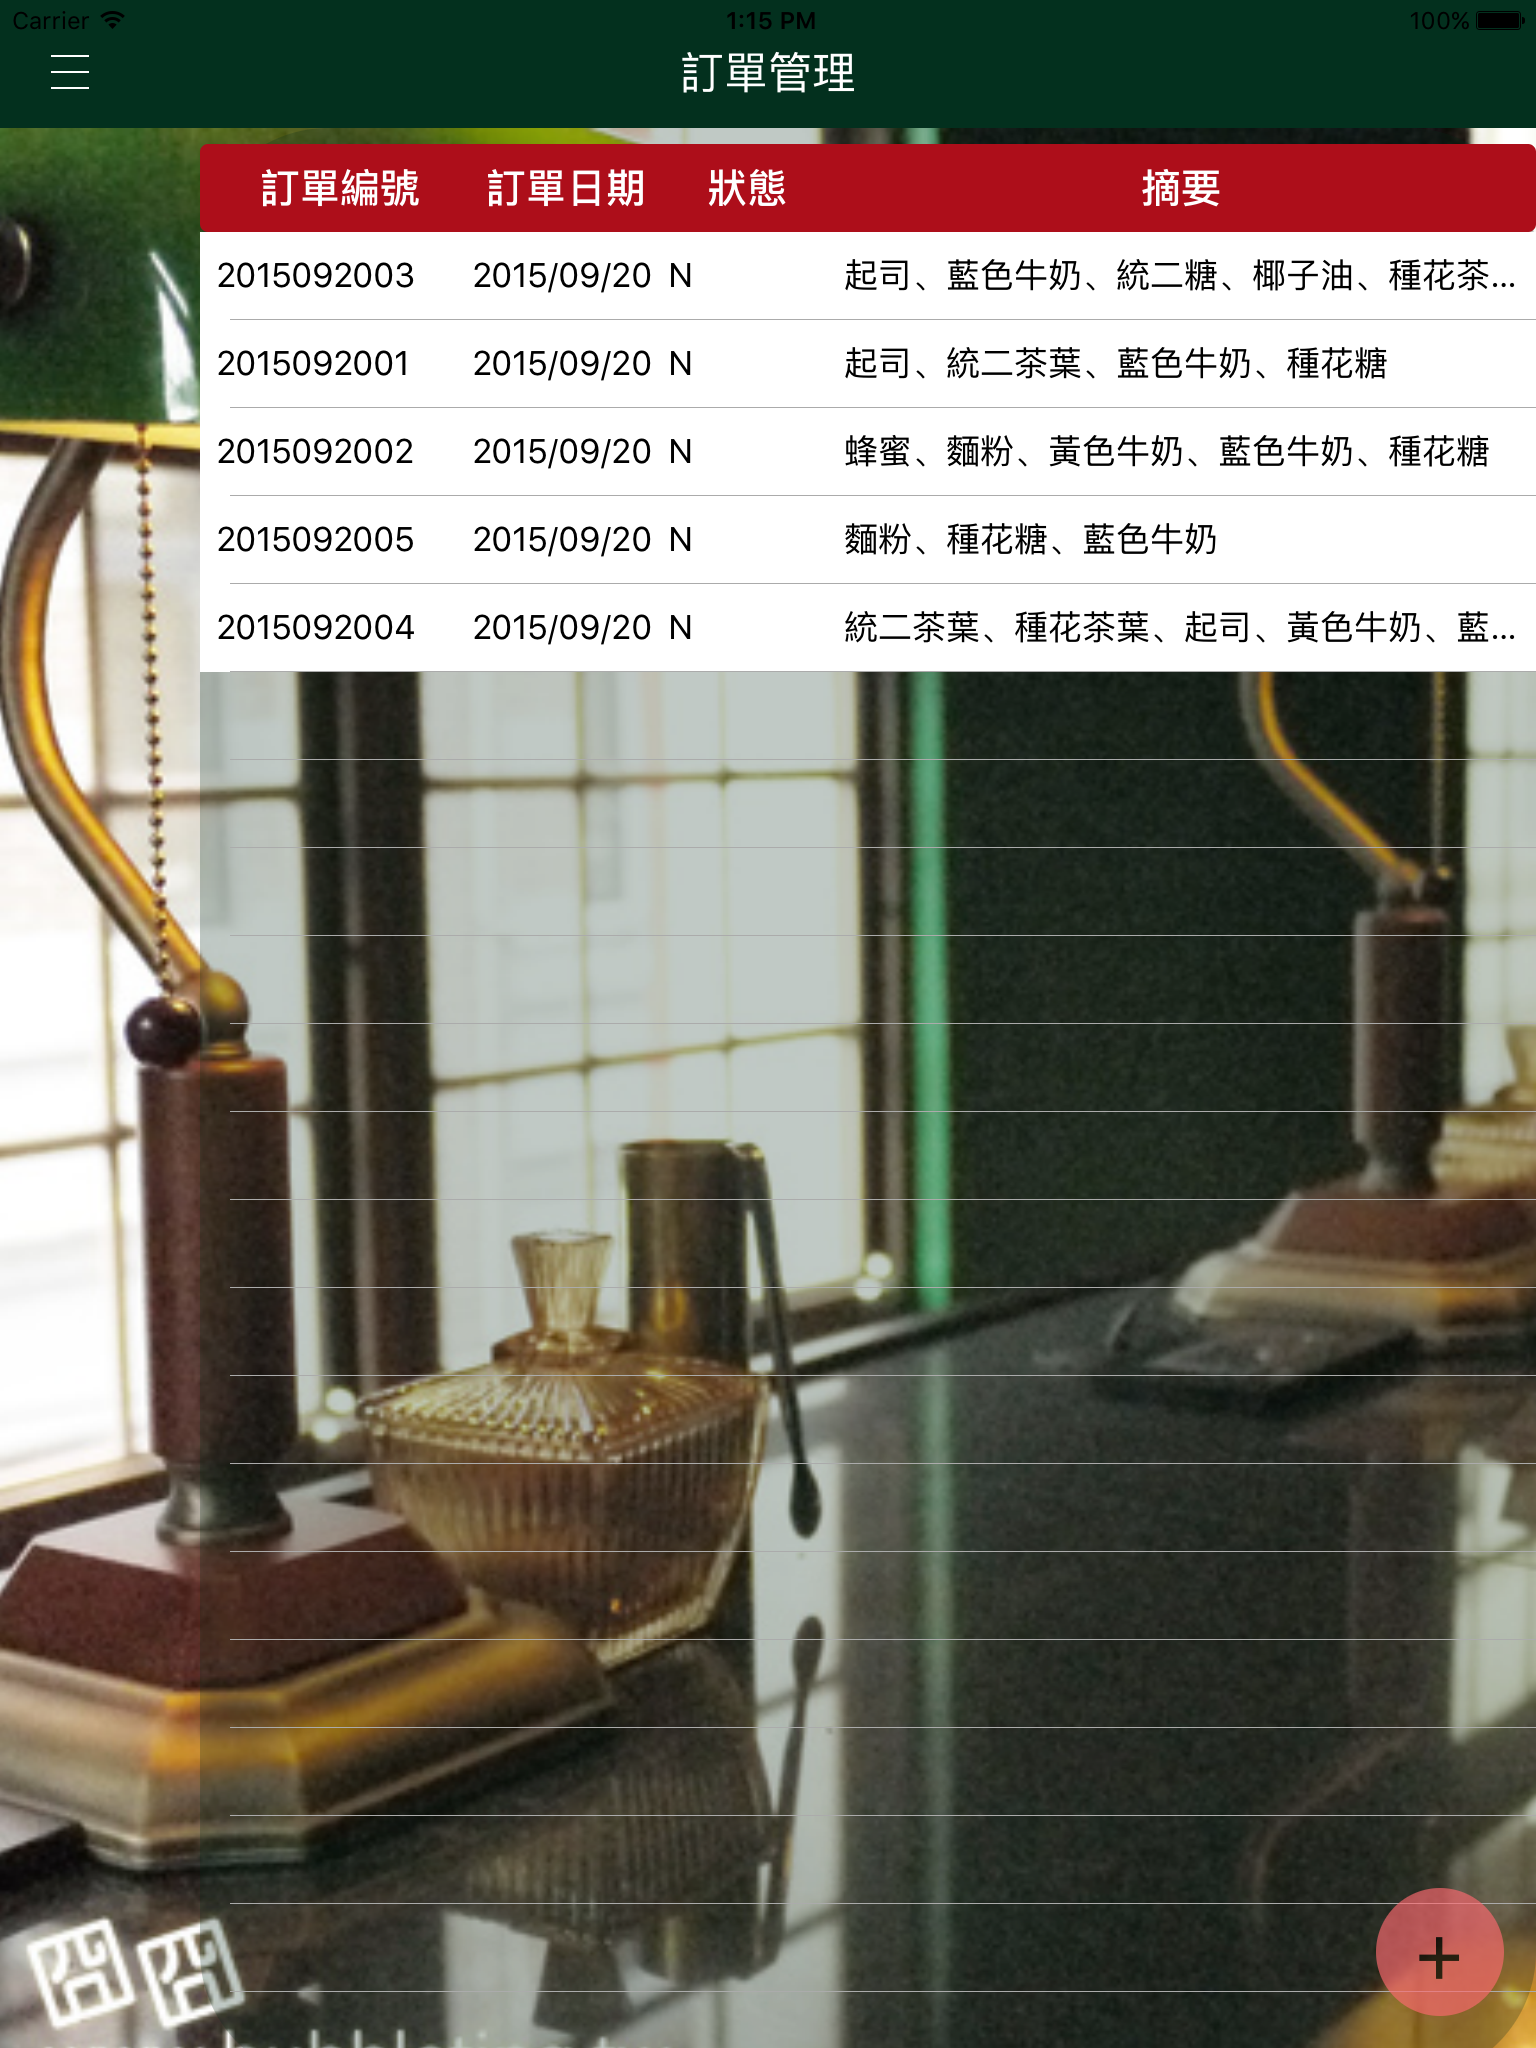 Carrier 1:15 PM 100%
訂單管理
訂單編號 訂單日期 狀態 摘要
2015092003 2015/09/20 N 起司、藍色牛奶、統二糖、椰子油、種花茶...
2015092001 2015/09/20 N 起司、統二茶葉、藍色牛奶、種花糖
2015092002 2015/09/20 N 蜂蜜、麵粉、黃色牛奶、藍色牛奶、種花糖
2015092005 2015/09/20 N 麵粉、種花糖、藍色牛奶
2015092004 2015/09/20 N 統二茶葉、種花茶葉、起司、黃色牛奶、藍...
+
囧囧